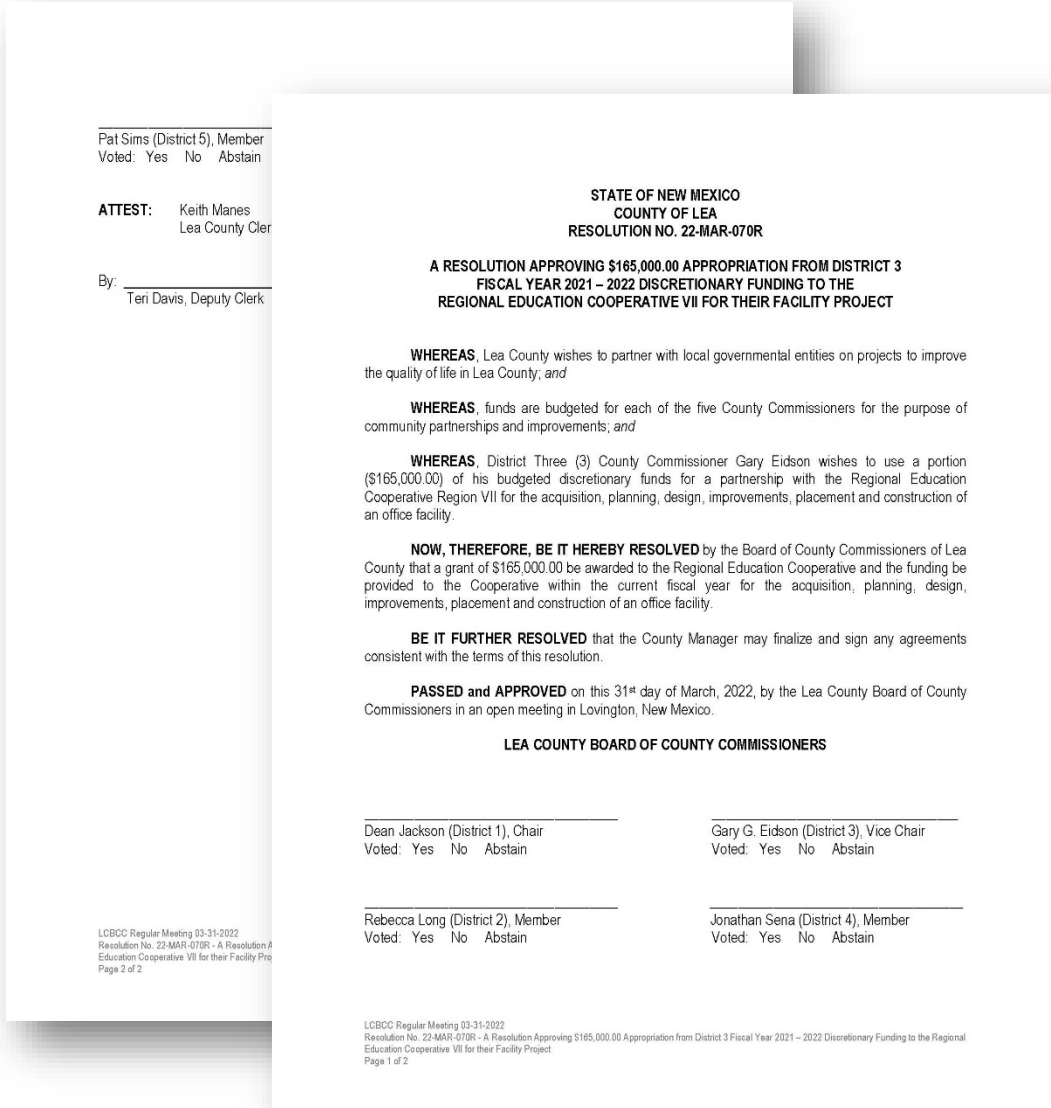 Pat Sims (District 5), Member
Voted: Yes No Abstain
ATTEST: Keith Manes
Lea County Cler
By:
Teri Davis, Deputy Clerk
LCBCC Regular Meeting 03-31-2022
Resolution No. 22-MAR-070R - A Resolution A
Education Cooperative VII for their Facility Pro
Page 2 of 2
STATE OF NEW MEXICO
COUNTY OF LEA
RESOLUTION NO. 22-MAR-070R
A RESOLUTION APPROVING $165,000.00 APPROPRIATION FROM DISTRICT 3
FISCAL YEAR 2021 – 2022 DISCRETIONARY FUNDING TO THE
REGIONAL EDUCATION COOPERATIVE VII FOR THEIR FACILITY PROJECT
WHEREAS, Lea County wishes to partner with local governmental entities on projects to improve
the quality of life in Lea County; and
WHEREAS, funds are budgeted for each of the five County Commissioners for the purpose of
community partnerships and improvements; and
WHEREAS, District Three (3) County Commissioner Gary Eidson wishes to use a portion
($165,000.00) of his budgeted discretionary funds for a partnership with the Regional Education
Cooperative Region VII for the acquisition, planning, design, improvements, placement and construction of
an office facility.
NOW, THEREFORE, BE IT HEREBY RESOLVED by the Board of County Commissioners of Lea
County that a grant of $165,000.00 be awarded to the Regional Education Cooperative and the funding be
provided to the Cooperative within the current fiscal year for the acquisition, planning, design,
improvements, placement and construction of an office facility.
BE IT FURTHER RESOLVED that the County Manager may finalize and sign any agreements
consistent with the terms of this resolution.
PASSED and APPROVED on this 31st day of March, 2022, by the Lea County Board of County
Commissioners in an open meeting in Lovington, New Mexico.
LEA COUNTY BOARD OF COUNTY COMMISSIONERS
Dean Jackson (District 1), Chair
Voted: Yes No Abstain
Gary G. Eidson (District 3), Vice Chair
Voted: Yes No Abstain
Rebecca Long (District 2), Member
Voted: Yes No Abstain
Jonathan Sena (District 4), Member
Voted: Yes No Abstain
LCBCC Regular Meeting 03-31-2022
Resolution No. 22-MAR-070R - A Resolution Approving $165,000.00 Appropriation from District 3 Fiscal Year 2021 – 2022 Discretionary Funding to the Regional
Education Cooperative VII for their Facility Project
Page 1 of 2